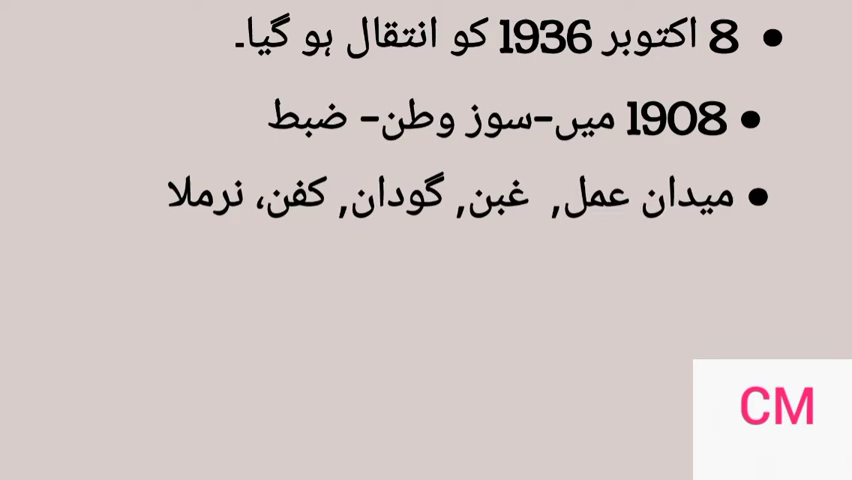 • 8 اکتوبر 1936 کو انتقال ہو گیا۔
• 1908 میں-سوز وطن- ضبط
• میدان عمل, غبن, گودان, کفن، نرملا
CM